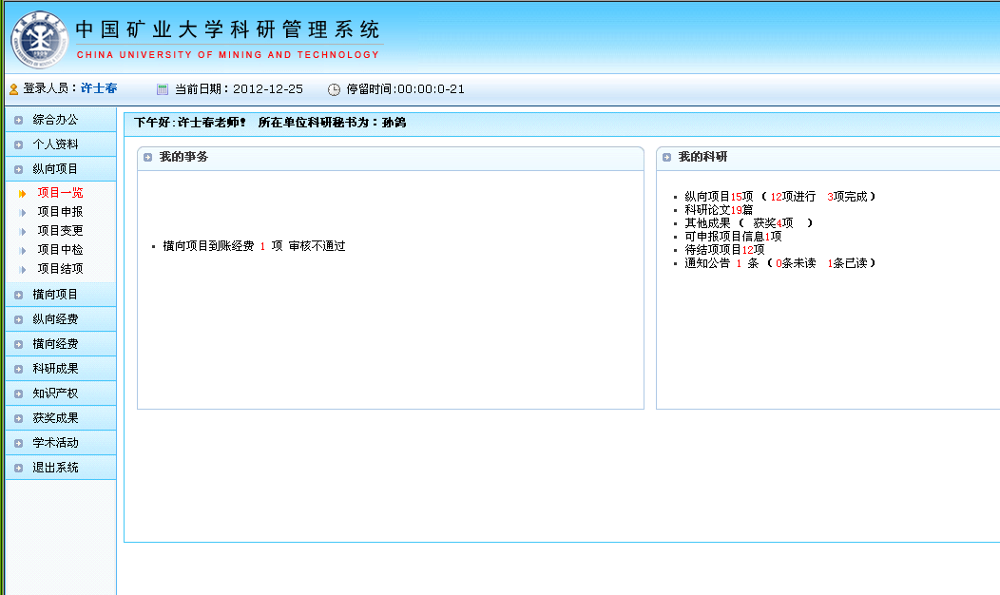 中国矿业大学科研管理系统
CHINA UNIVERSITY OF MINING AND TECHNOLOGY
登录人员：许士春 当前日期：2012-12-25 停留时间:00:00:0-21
综合办公
个人资料
纵向项目
项目一览
项目申报
项目变更
项目中检
项目结项
横向项目
纵向经费
横向经费
科研成果
知识产权
获奖成果
学术活动
退出系统
下午好:许士春老师! 所在单位科研秘书为：孙鸽
我的事务
横向项目到账经费 1 项 审核不通过
我的科研
纵向项目15项 （12项进行 3项完成）
科研论文19篇
其他成果（ 获奖4项 ）
可申报项目信息1项
待结项项目12项
通知公告 1 条 （0条未读 1条已读）